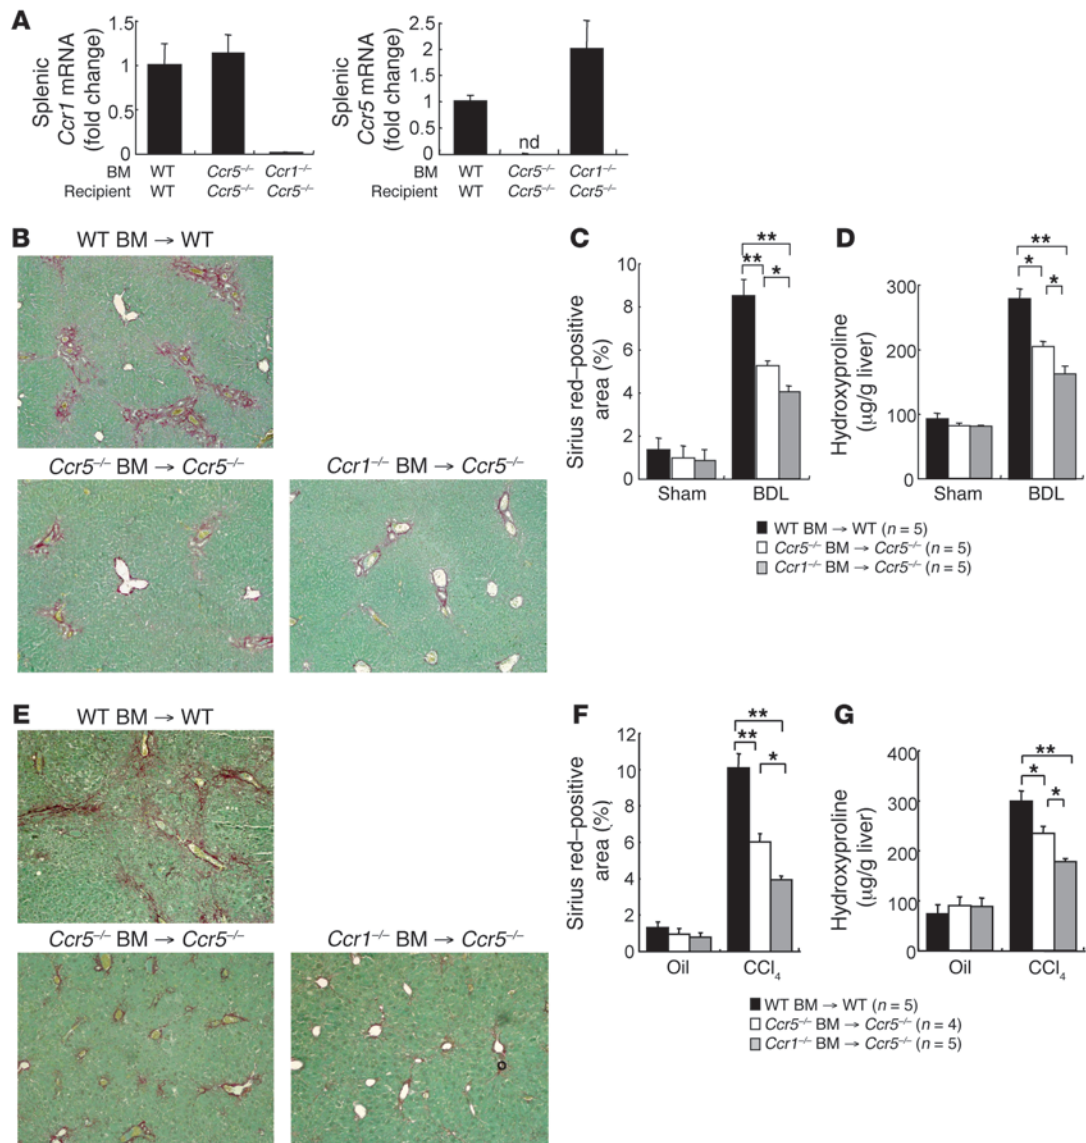 A
Splenic
Ccr1 mRNA
(fold change)
1.5
1
0.5
0
BM WT Ccr5–/– Ccr1–/–
Recipient WT Ccr5–/– Ccr5–/–
Splenic
Ccr5 mRNA
(fold change)
2.5
2
1.5
1
0.5
0
nd
BM WT Ccr5–/– Ccr1–/–
Recipient WT Ccr5–/– Ccr5–/–
B
WT BM → WT
Ccr5–/– BM → Ccr5–/–
Ccr1–/– BM → Ccr5–/–
C
Sirius red–positive
area (%)
10
8
6
4
2
0
**
** *
Sham BDL
D
Hydroxyproline
(μg/g liver)
300
200
100
0
**
* *
Sham BDL
WT BM → WT (n = 5)
Ccr5–/– BM → Ccr5–/– (n = 5)
Ccr1–/– BM → Ccr5–/– (n = 5)
E
WT BM → WT
Ccr5–/– BM → Ccr5–/–
Ccr1–/– BM → Ccr5–/–
F
Sirius red–positive
area (%)
12
10
8
6
4
2
0
**
** *
Oil CCl4
G
Hydroxyproline
(μg/g liver)
400
300
200
100
0
**
* *
Oil CCl4
WT BM → WT (n = 5)
Ccr5–/– BM → Ccr5–/– (n = 4)
Ccr1–/– BM → Ccr5–/– (n = 5)